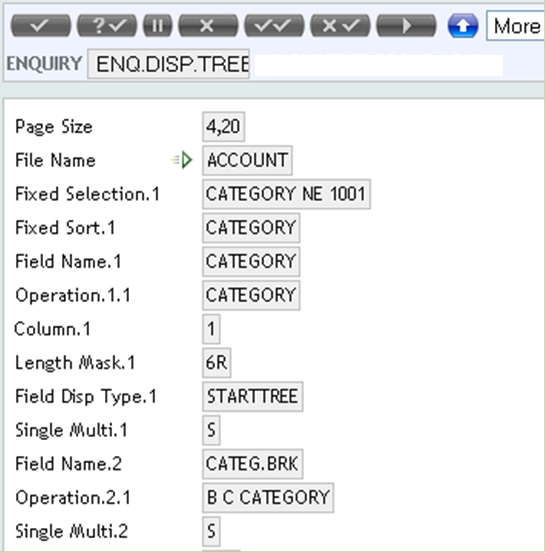 More
ENQUIRY ENQ.DISP.TREE
Page Size 4,20
File Name ACCOUNT
Fixed Selection.1 CATEGORY NE 1001
Fixed Sort.1 CATEGORY
Field Name.1 CATEGORY
Operation.1.1 CATEGORY
Column.1 1
Length Mask.1 6R
Field Disp Type.1 STARTTREE
Single Multi.1 S
Field Name.2 CATEG.BRK
Operation.2.1 B C CATEGORY
Single Multi.2 S